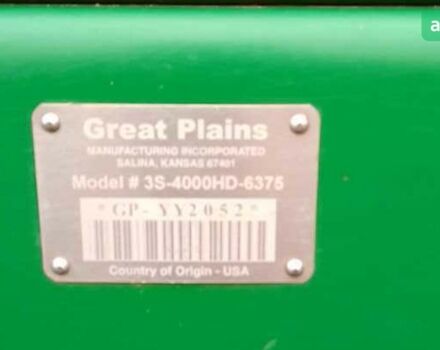 Great Plains
MANUFACTURING INCORPORATED
SALINA, KANSAS 67401
Model # 3S-4000HD-6375
*GP-YY2052*
Country of Origin - USA